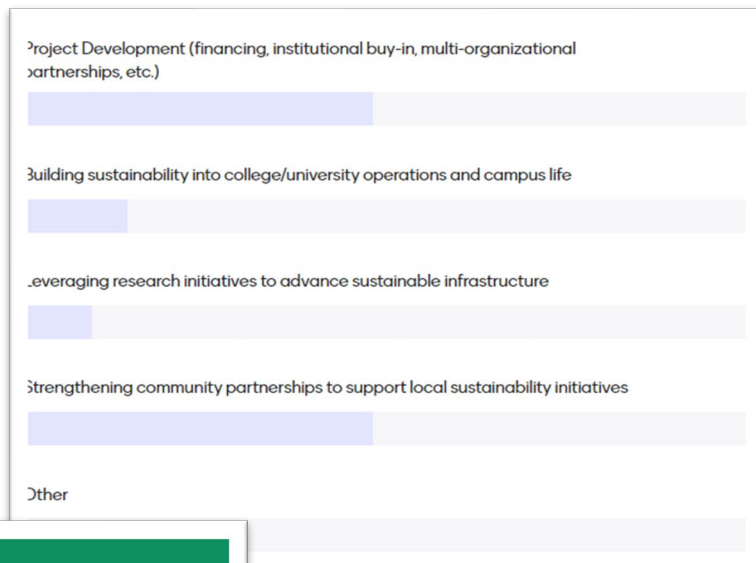 Project Development (financing, institutional buy-in, multi-organizational
partnerships, etc.)
Building sustainability into college/university operations and campus life
Leveraging research initiatives to advance sustainable infrastructure
Strengthening community partnerships to support local sustainability initiatives
Other